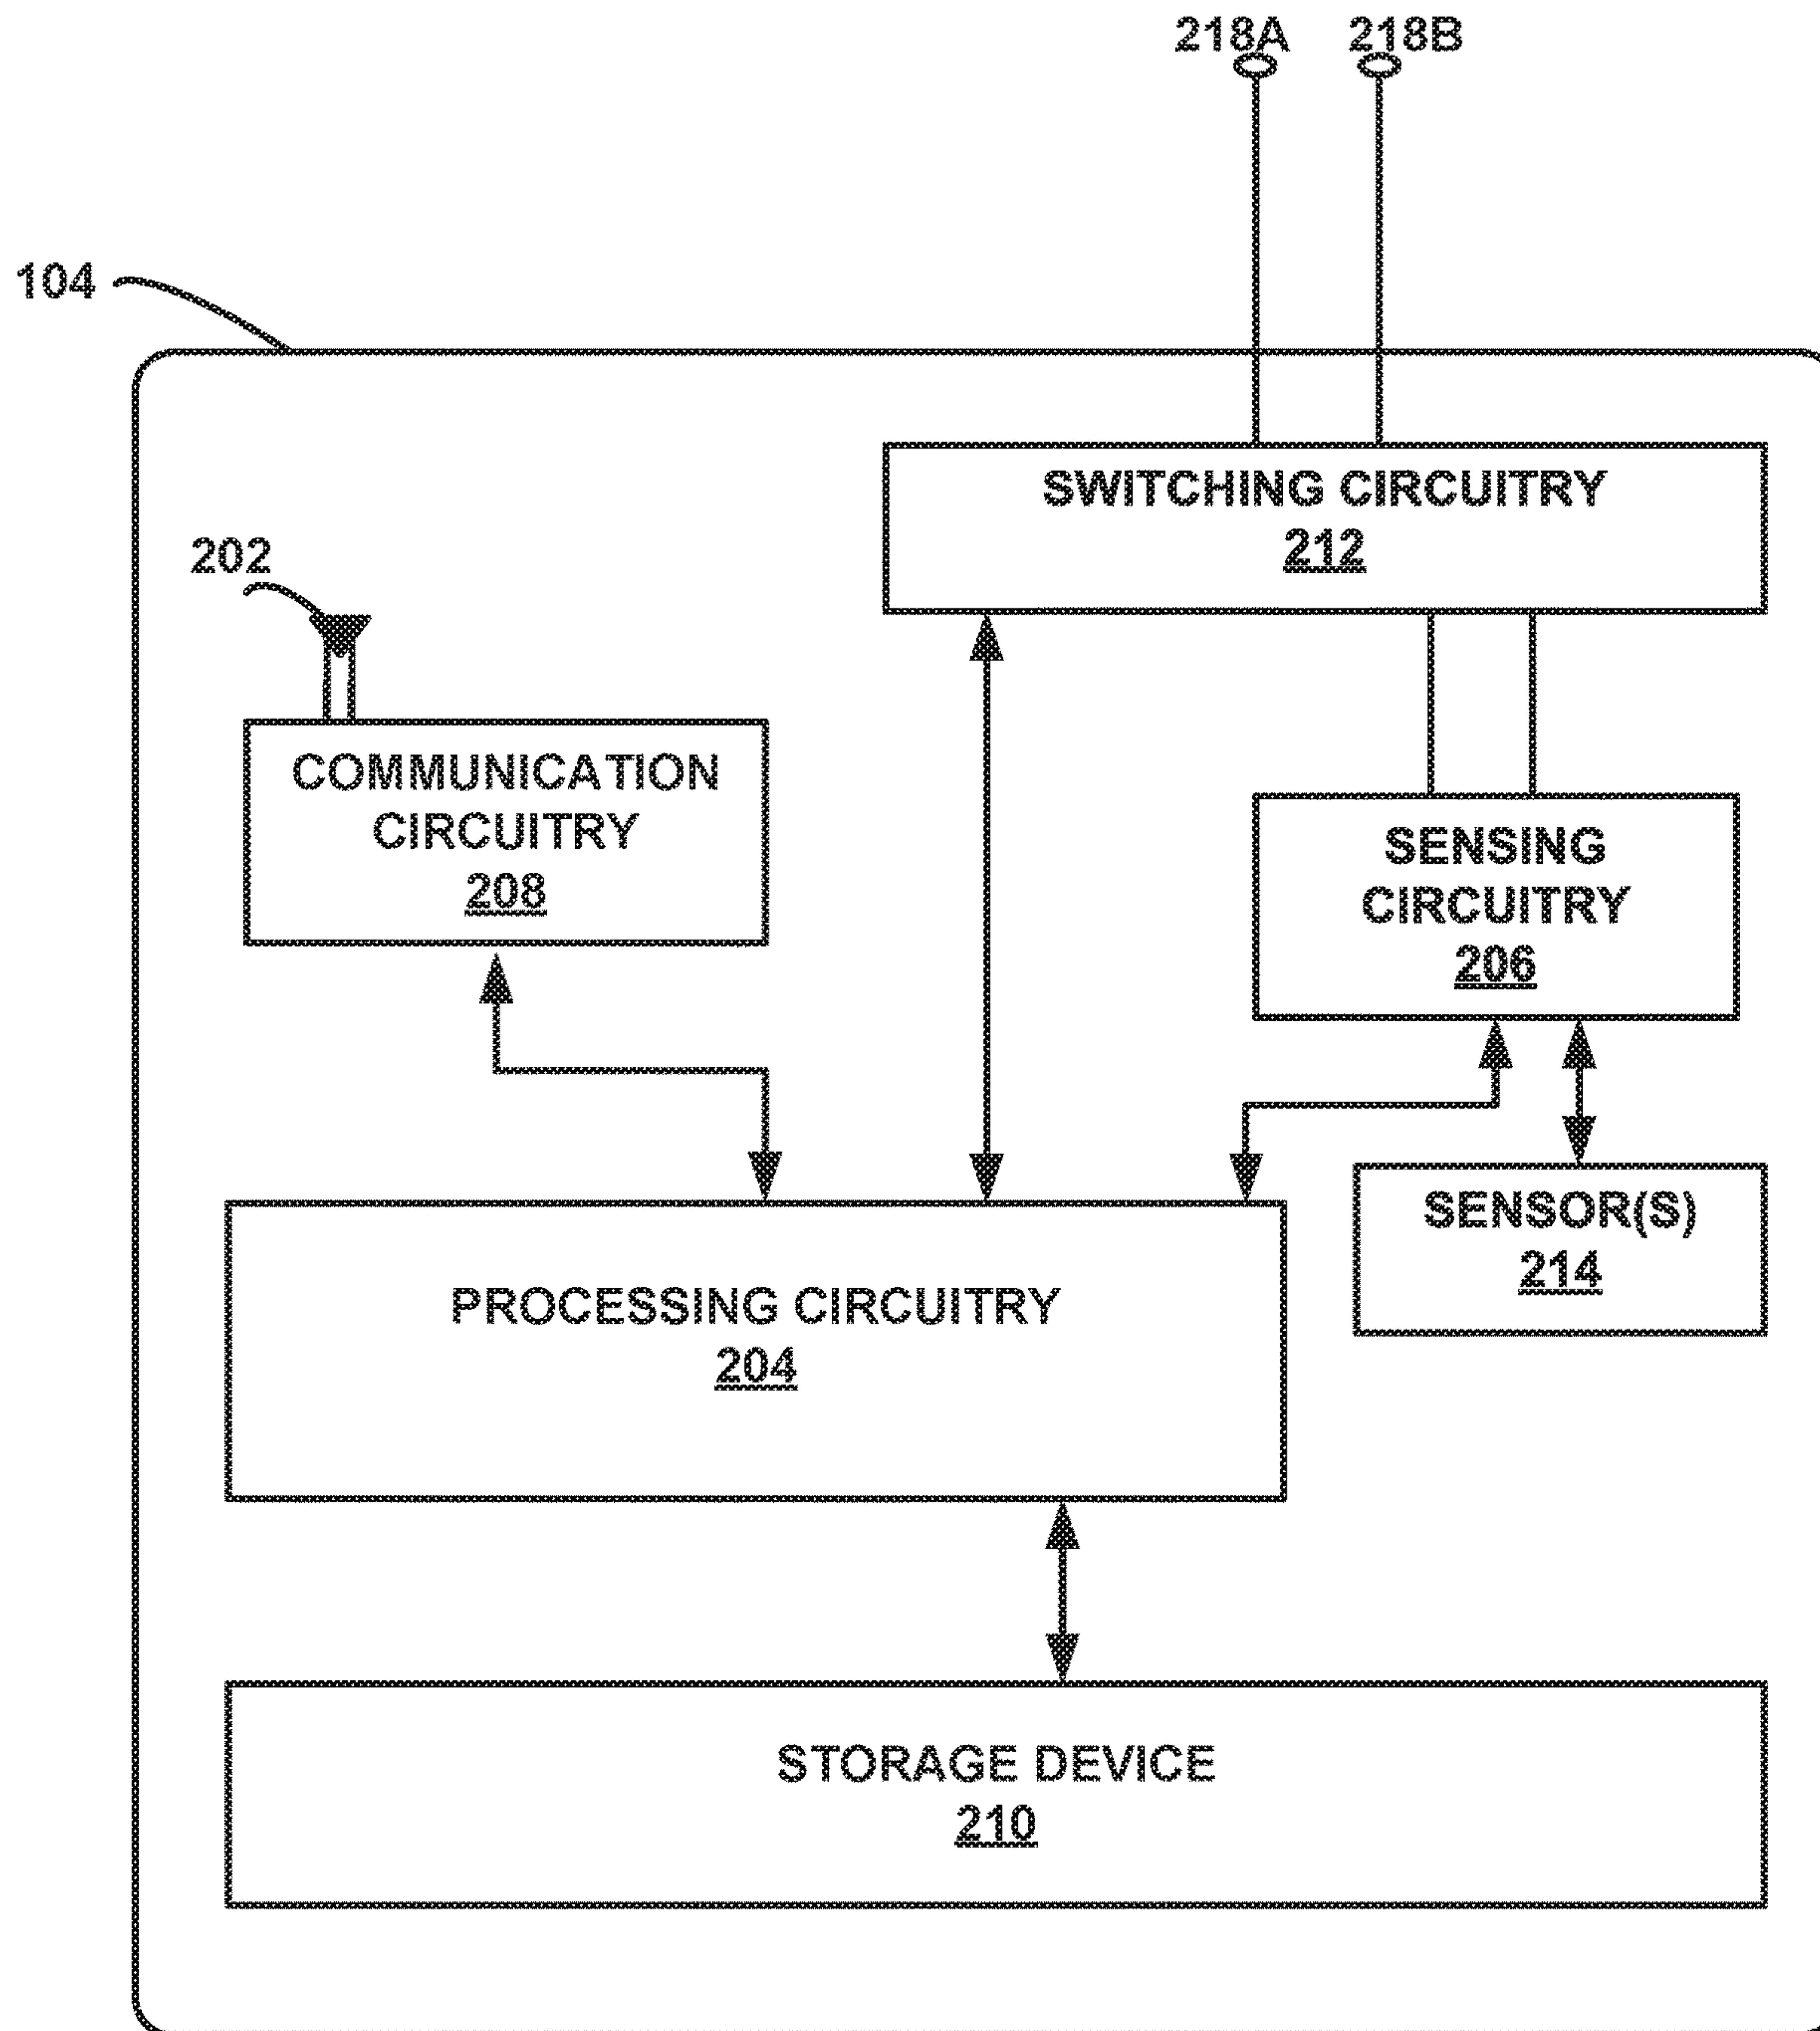 218A 218B
104
SWITCHING CIRCUITRY
212
202
COMMUNICATION
CIRCUITRY
208
SENSING
CIRCUITRY
206
SENSOR(S)
214
PROCESSING CIRCUITRY
204
STORAGE DEVICE
210